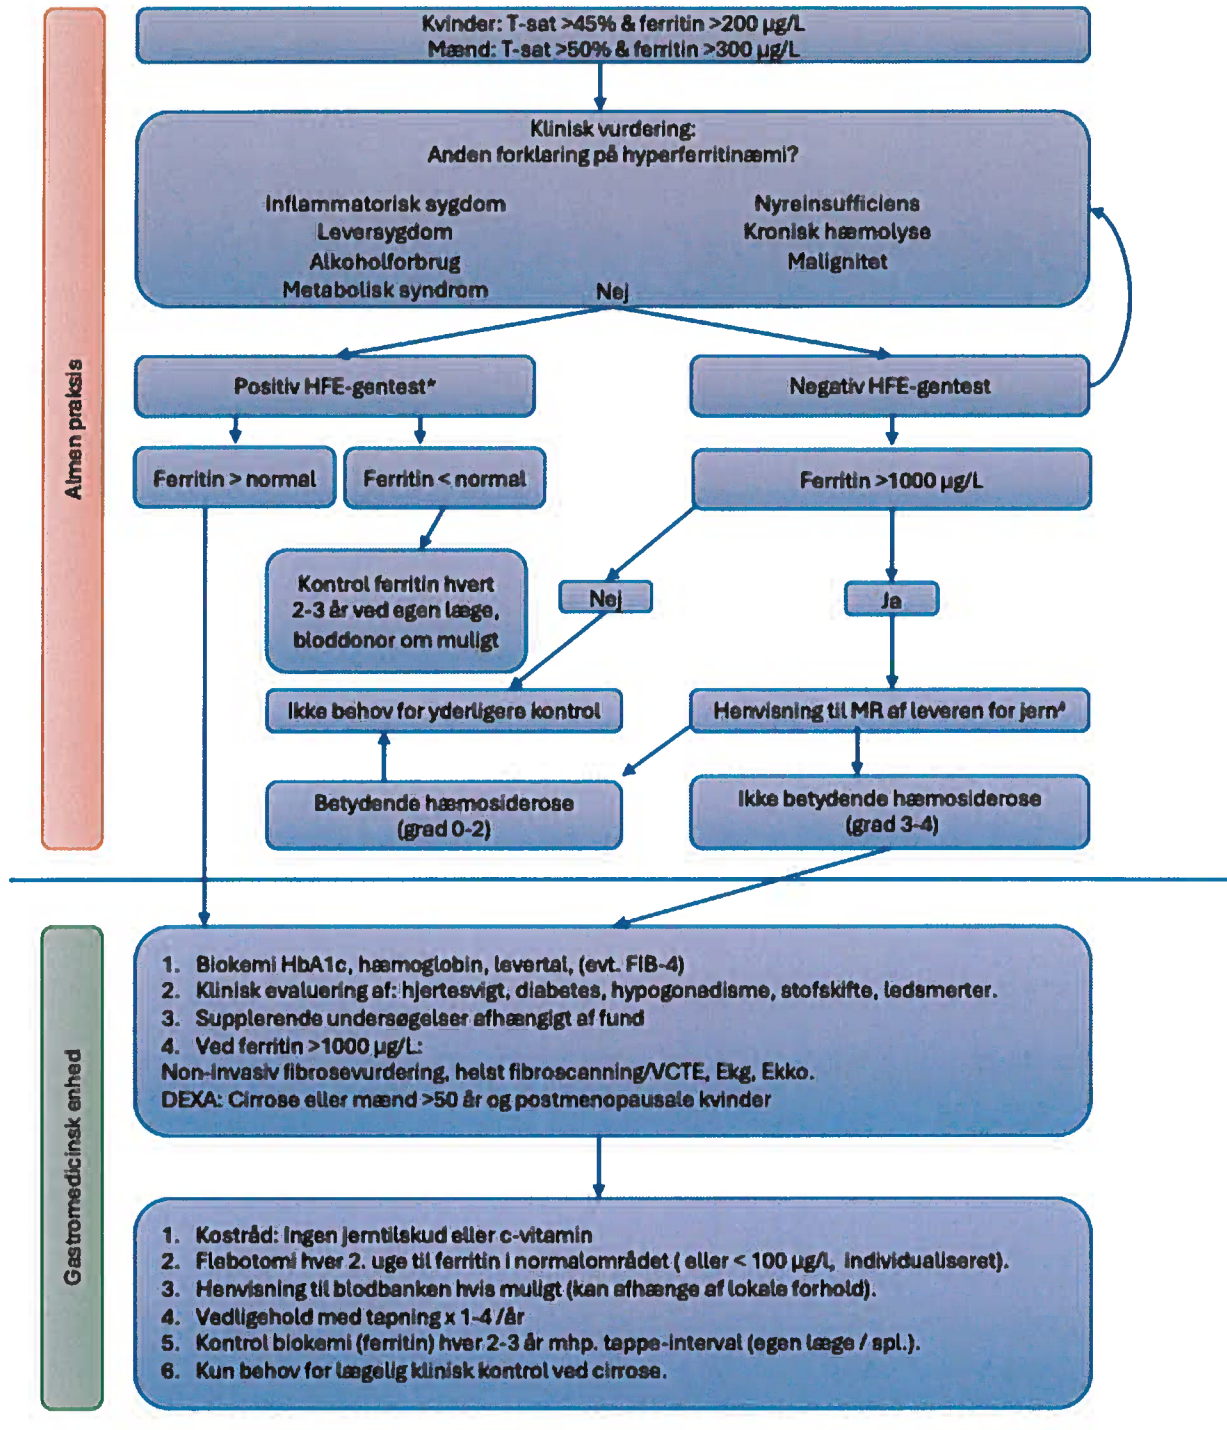 Kvinder: T-sat >45% & ferritin >200 µg/L
Mænd: T-sat >50% & ferritin >300 µg/L
Klinisk vurdering:
Anden forklaring på hyperferritinæmi?
Inflammatorisk sygdom
Leversygdom
Alkoholforbrug
Metabolisk syndrom
Nyreinsufficiens
Kronisk hæmolyse
Malignitet
Nej
Almen praksis
Positiv HFE-gentest*
Negativ HFE-gentest
Ferritin > normal
Ferritin < normal
Ferritin >1000 µg/L
Kontrol ferritin hvert
2-3 år ved egen læge,
bloddonor om muligt
Nej
Ja
Ikke behov for yderligere kontrol
Henvisning til MR af leveren for jern^
Betydende hæmosiderose
(grad 0-2)
Ikke betydende hæmosiderose
(grad 3-4)
Gastromedicinsk enhed
1. Biokemi HbA1c, hæmoglobin, levertal, (evt. FIB-4)
2. Klinisk evaluering af: hjertesvigt, diabetes, hypogonadisme, stofskifte, ledsmerter.
3. Supplerende undersøgelser afhængigt af fund
4. Ved ferritin >1000 µg/L:
Non-invasiv fibrosevurdering, helst fibroscanning/VCTE, Ekg, Ekko.
DEXA: Cirrose eller mænd >50 år og postmenopausale kvinder
1. Kostråd: Ingen jerntilskud eller c-vitamin
2. Flebotomi hver 2. uge til ferritin i normalområdet ( eller < 100 µg/l, individualiseret).
3. Henvisning til blodbanken hvis muligt (kan afhænge af lokale forhold).
4. Vedligehold med tapning x 1-4 /år
5. Kontrol biokemi (ferritin) hver 2-3 år mhp. tappe-interval (egen læge / spl.).
6. Kun behov for lægelig klinisk kontrol ved cirrose.